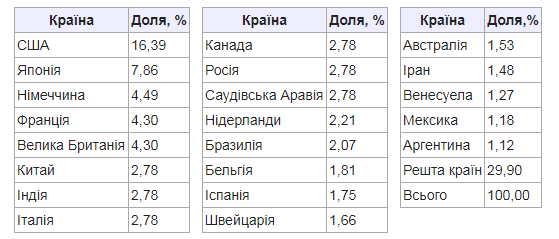 Країна Доля, %
США 16,39
Японія 7,86
Німеччина 4,49
Франція 4,30
Велика Британія 4,30
Китай 2,78
Індія 2,78
Італія 2,78
Країна Доля, %
Канада 2,78
Росія 2,78
Саудівська Аравія 2,78
Нідерланди 2,21
Бразилія 2,07
Бельгія 1,81
Іспанія 1,75
Швейцарія 1,66
Країна Доля,%
Австралія 1,53
Іран 1,48
Венесуела 1,27
Мексика 1,18
Аргентина 1,12
Решта країн 29,90
Всього 100,00